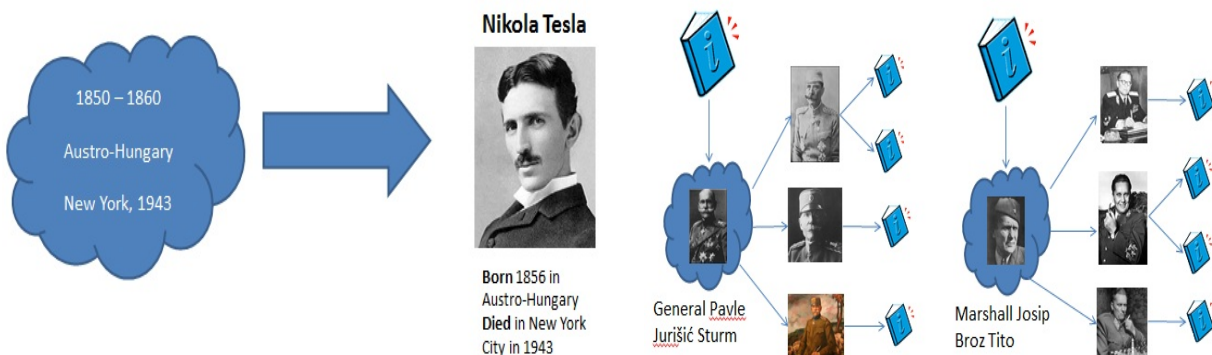 1850 – 1860
Austro-Hungary
New York, 1943
Nikola Tesla
Born 1856 in
Austro-Hungary
Died in New York
City in 1943
General Pavle
Jurišić Sturm
Marshall Josip
Broz Tito